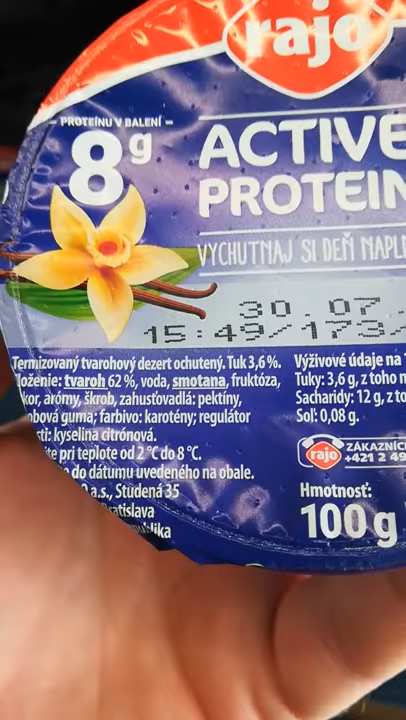 rajo
PROTEÍNU V BALENÍ
8g
ACTIVE
PROTEIN
VYCHUTNAJ SI DEŇ
30.07.
15:49/173/
Termizovaný tvarohový dezert ochutený. Tuk 3,6%.
tvaroh 62 %, voda, smotana, fruktóza,
arómy, škrob, zahusťovadlá: pektíny,
guma; farbivo: karotény; regulátor
kyselina citrónová.
pri teplote od 2 °C do 8 °C.
do dátumu uvedeného na obale.
a.s., Studená 35
Výživové údaje na
Tuky: 3,6 g, z toho
Sacharidy: 12 g, z
Soľ: 0,08 g.
rajo
+421 2 49
Hmotnosť:
100 g